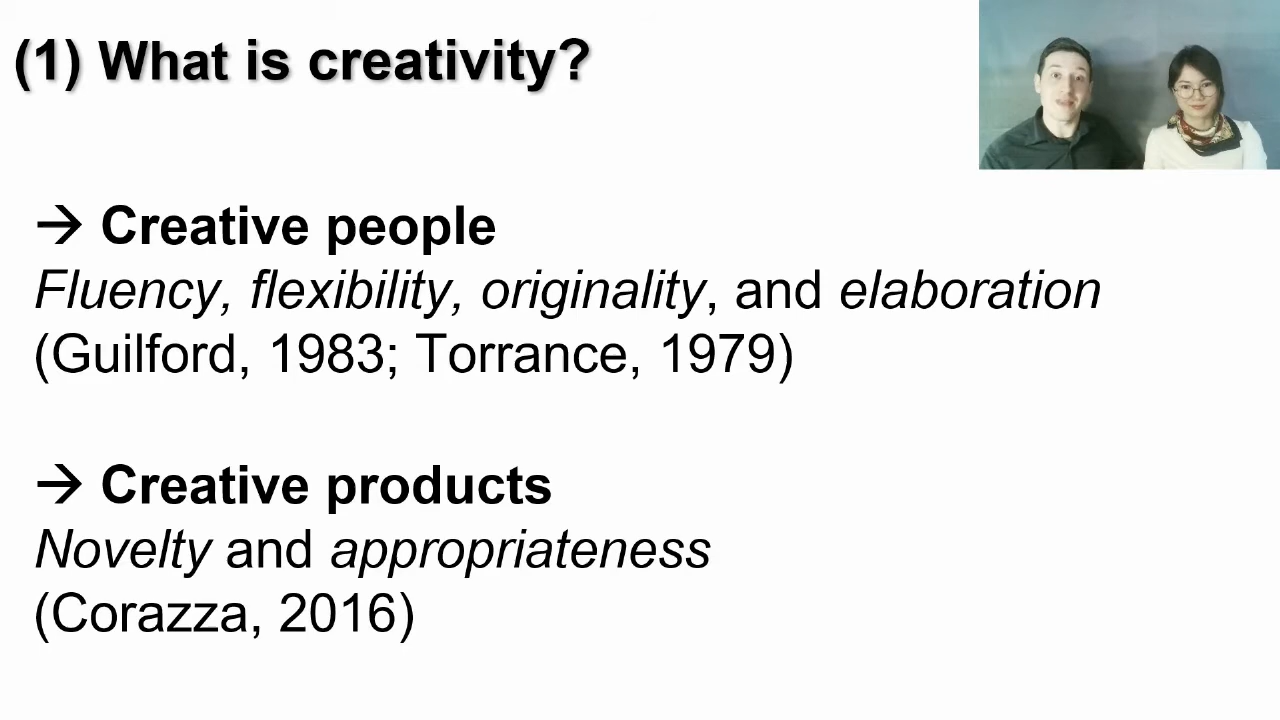 (1) What is creativity?
→ Creative people
Fluency, flexibility, originality, and elaboration
(Guilford, 1983; Torrance, 1979)
→ Creative products
Novelty and appropriateness
(Corazza, 2016)